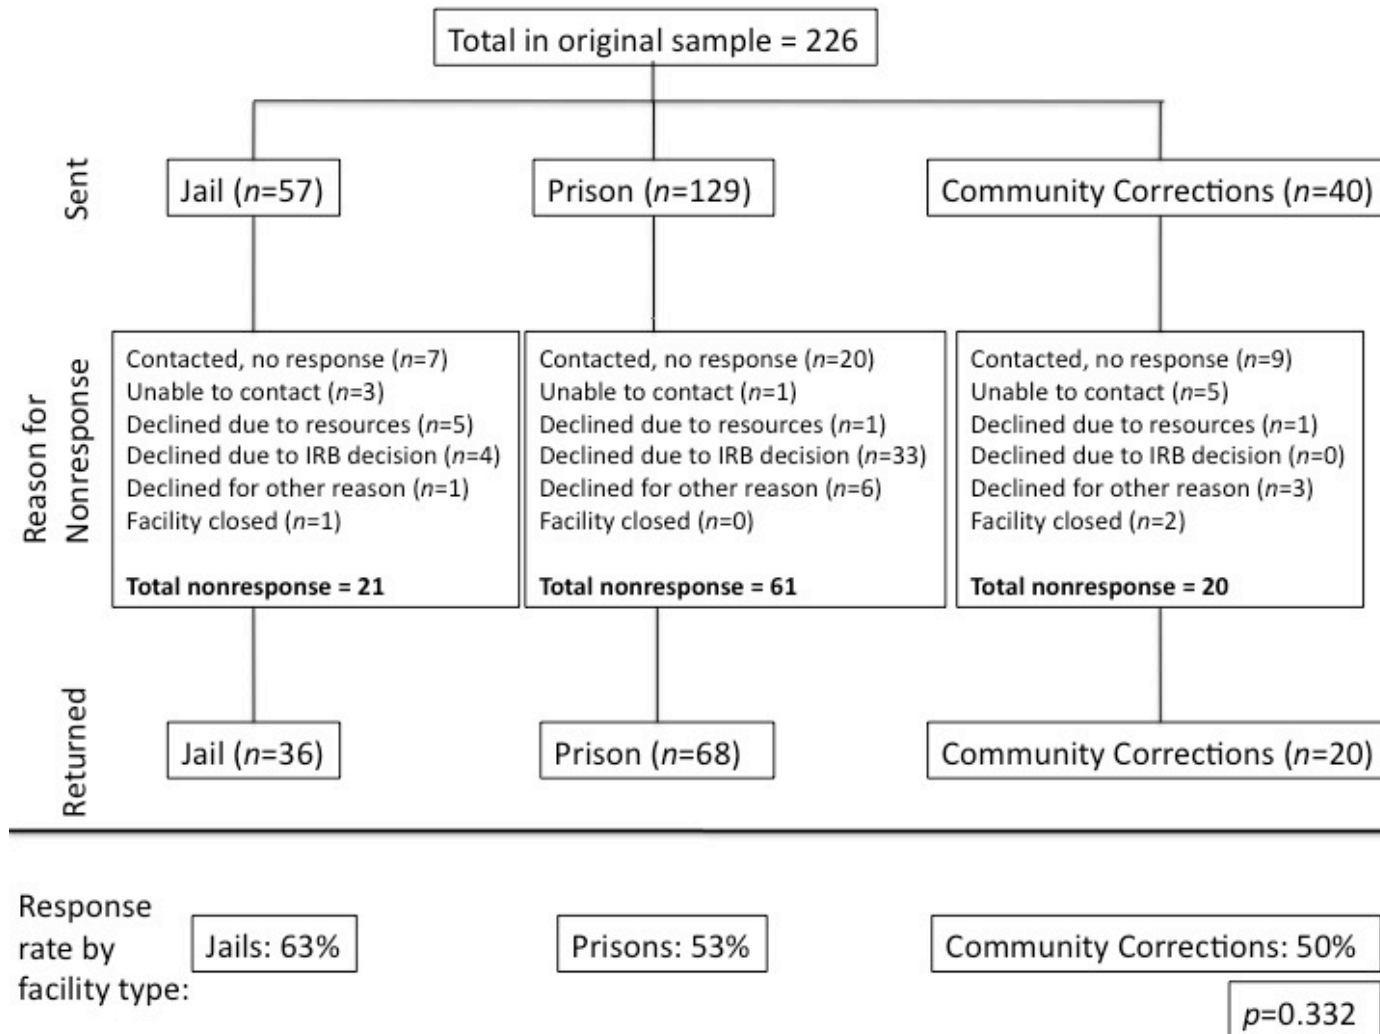 Total in original sample = 226
Sent
Jail (n=57)
Prison (n=129)
Community Corrections (n=40)
Reason for
Nonresponse
Contacted, no response (n=7)
Unable to contact (n=3)
Declined due to resources (n=5)
Declined due to IRB decision (n=4)
Declined for other reason (n=1)
Facility closed (n=1)
Total nonresponse = 21
Contacted, no response (n=20)
Unable to contact (n=1)
Declined due to resources (n=1)
Declined due to IRB decision (n=33)
Declined for other reason (n=6)
Facility closed (n=0)
Total nonresponse = 61
Contacted, no response (n=9)
Unable to contact (n=5)
Declined due to resources (n=1)
Declined due to IRB decision (n=0)
Declined for other reason (n=3)
Facility closed (n=2)
Total nonresponse = 20
Returned
Jail (n=36)
Prison (n=68)
Community Corrections (n=20)
Response
rate by
facility type:
Jails: 63%
Prisons: 53%
Community Corrections: 50%
p=0.332